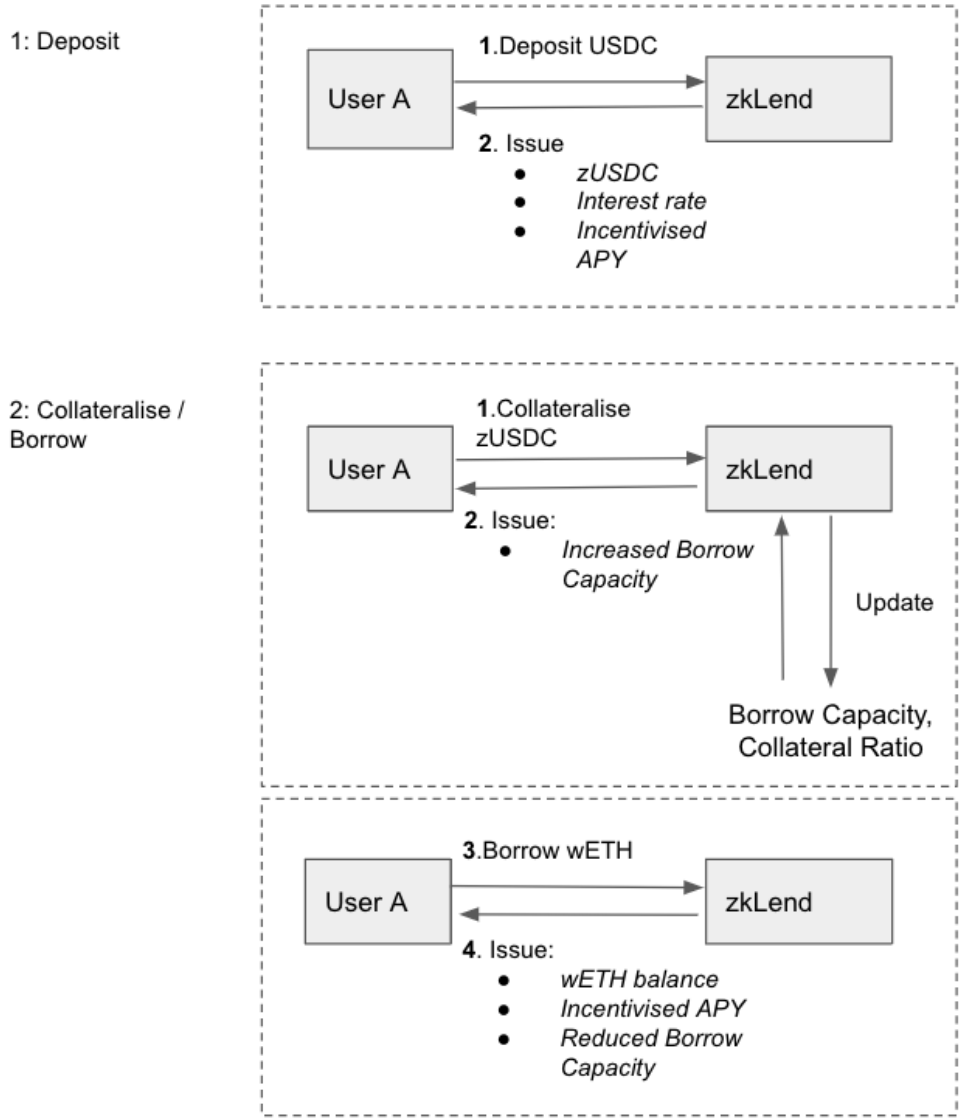 1: Deposit
1.Deposit USDC
User A
zkLend
2. Issue
● zUSDC
● Interest rate
● Incentivised
APY
2: Collateralise /
Borrow
1.Collateralise
zUSDC
User A
zkLend
2. Issue:
● Increased Borrow
Capacity
Update
Borrow Capacity,
Collateral Ratio
3.Borrow wETH
User A
zkLend
4. Issue:
● wETH balance
● Incentivised APY
● Reduced Borrow
Capacity